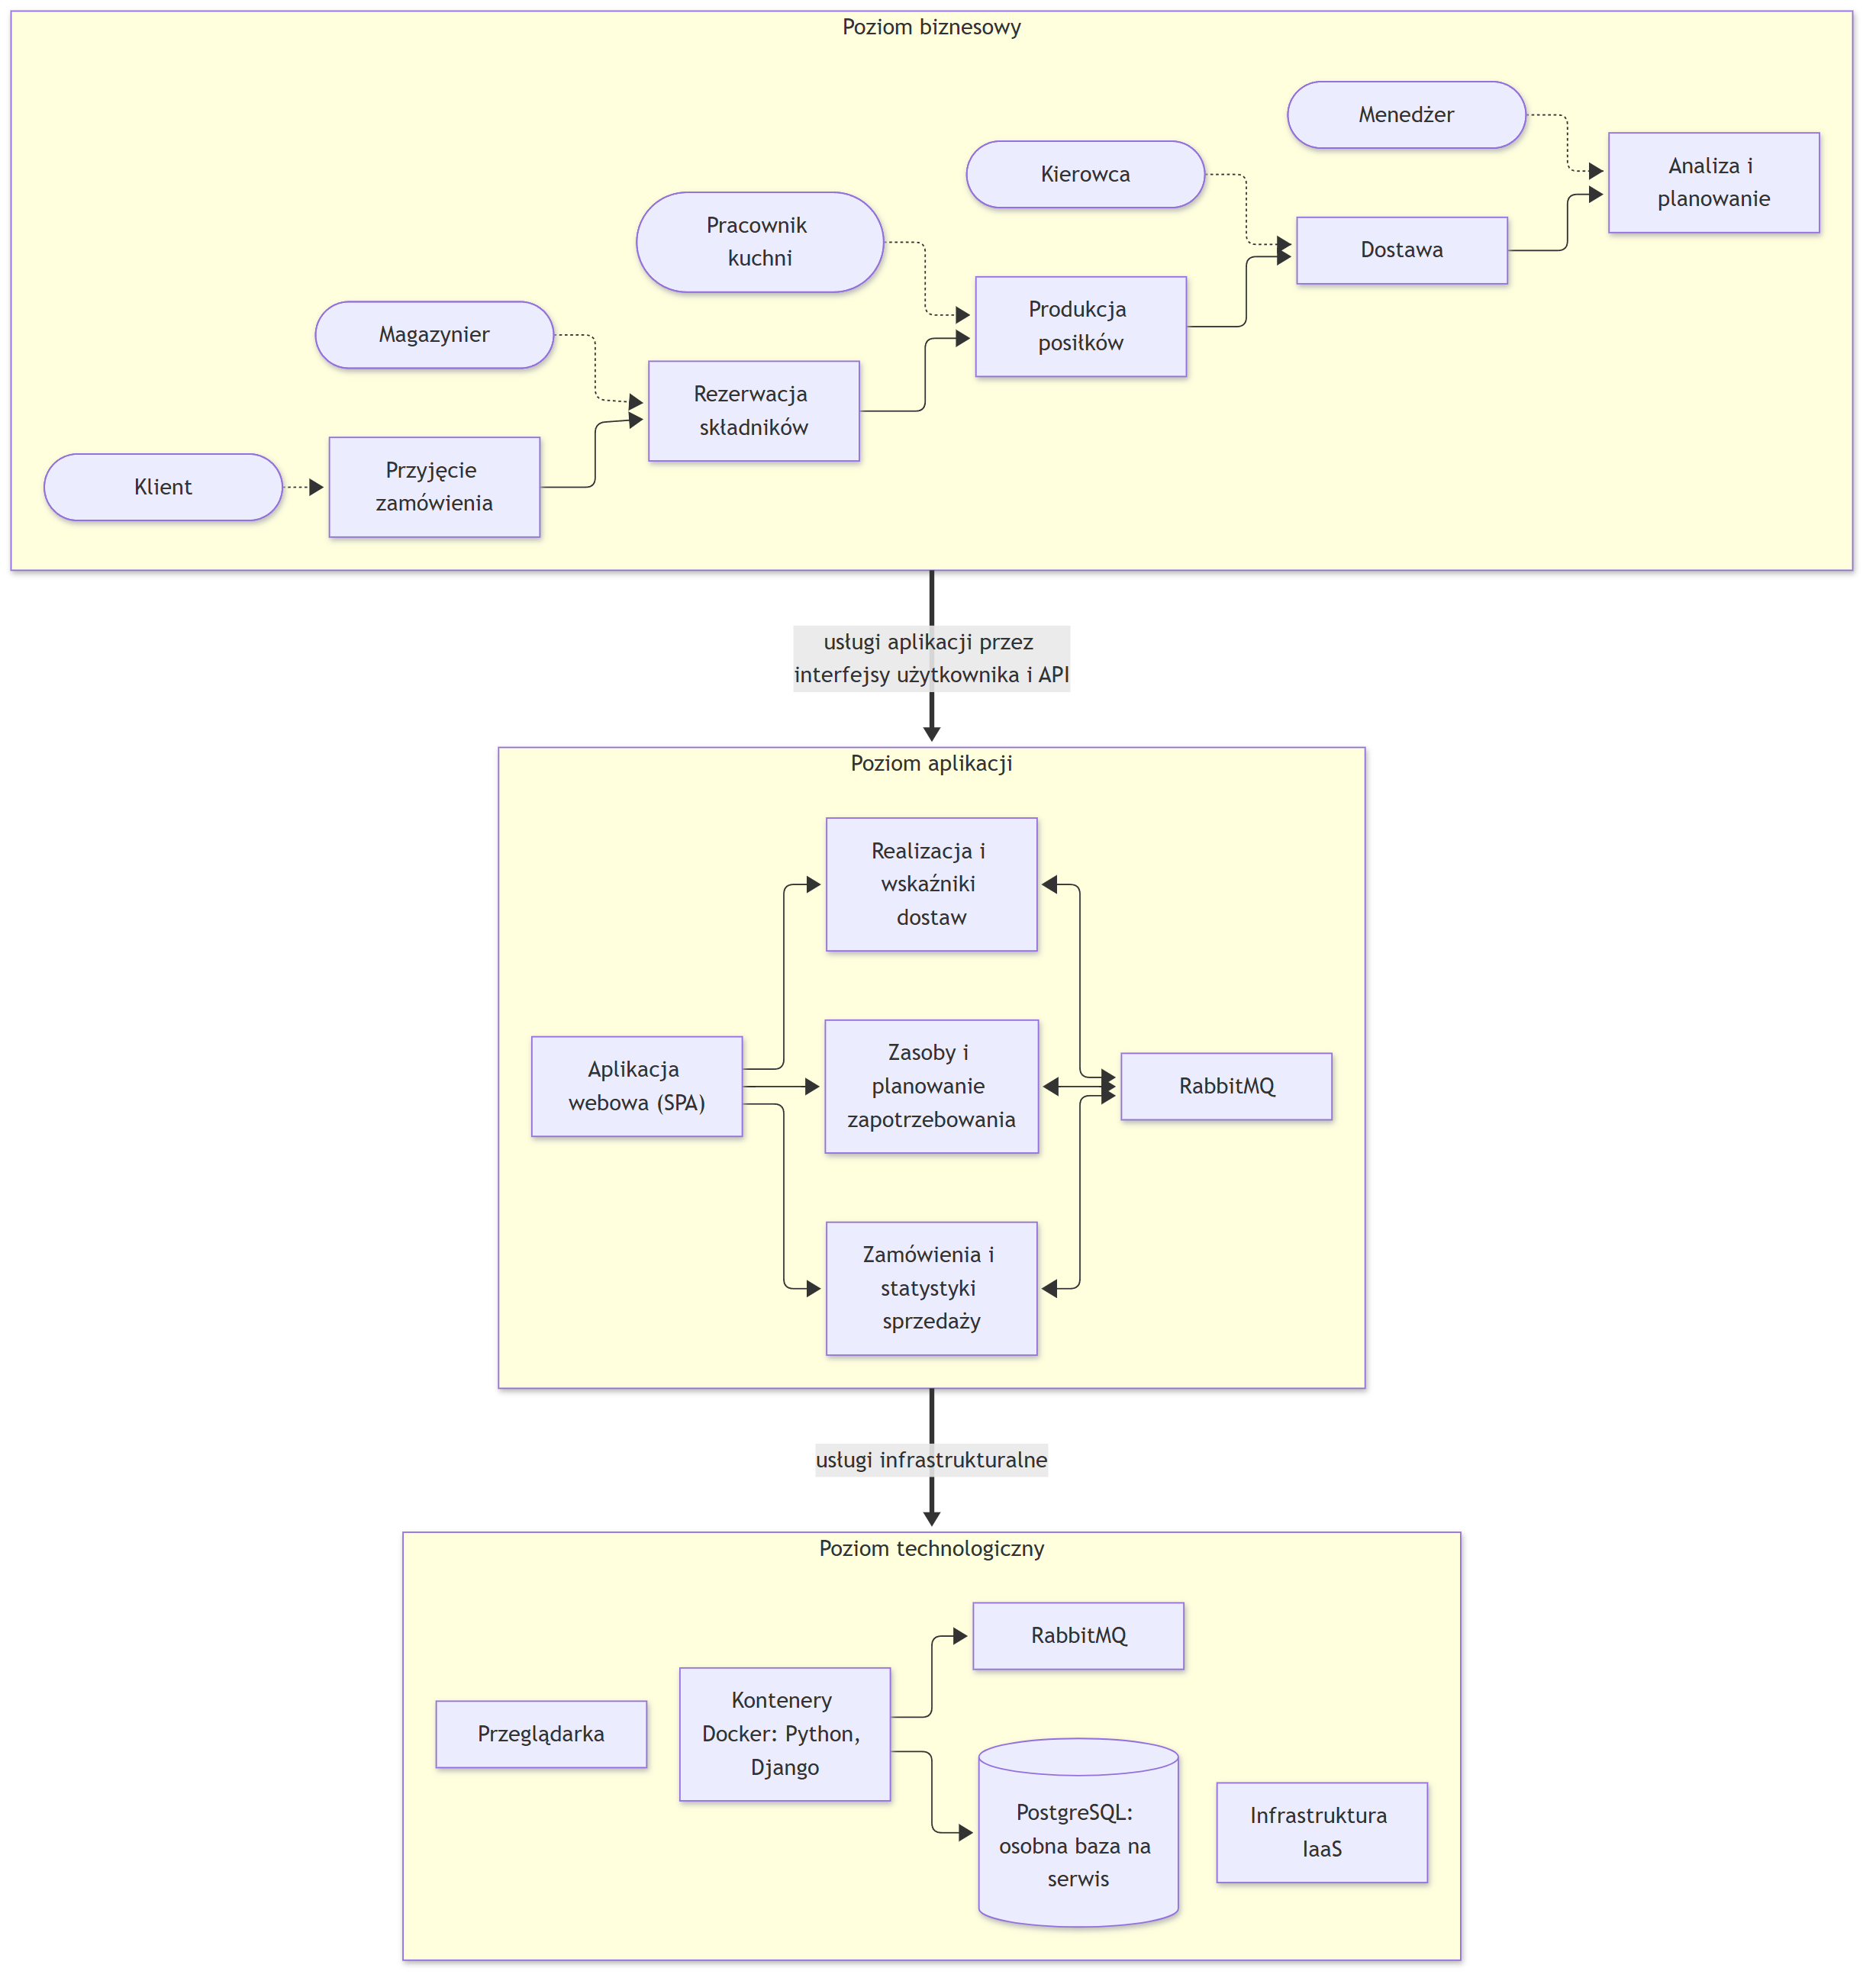 Poziom biznesowy
Menedżer
Analiza i
planowanie
Kierowca
Dostawa
Pracownik
kuchni
Produkcja
posiłków
Magazynier
Rezerwacja
składników
Klient
Przyjęcie
zamówienia
usługi aplikacji przez
interfejsy użytkownika i API
Poziom aplikacji
Realizacja i
wskaźniki
dostaw
Aplikacja
webowa (SPA)
Zasoby i
planowanie
zapotrzebowania
RabbitMQ
Zamówienia i
statystyki
sprzedaży
usługi infrastrukturalne
Poziom technologiczny
RabbitMQ
Przeglądarka
Kontenery
Docker: Python,
Django
PostgreSQL:
osobna baza na
serwis
Infrastruktura
IaaS